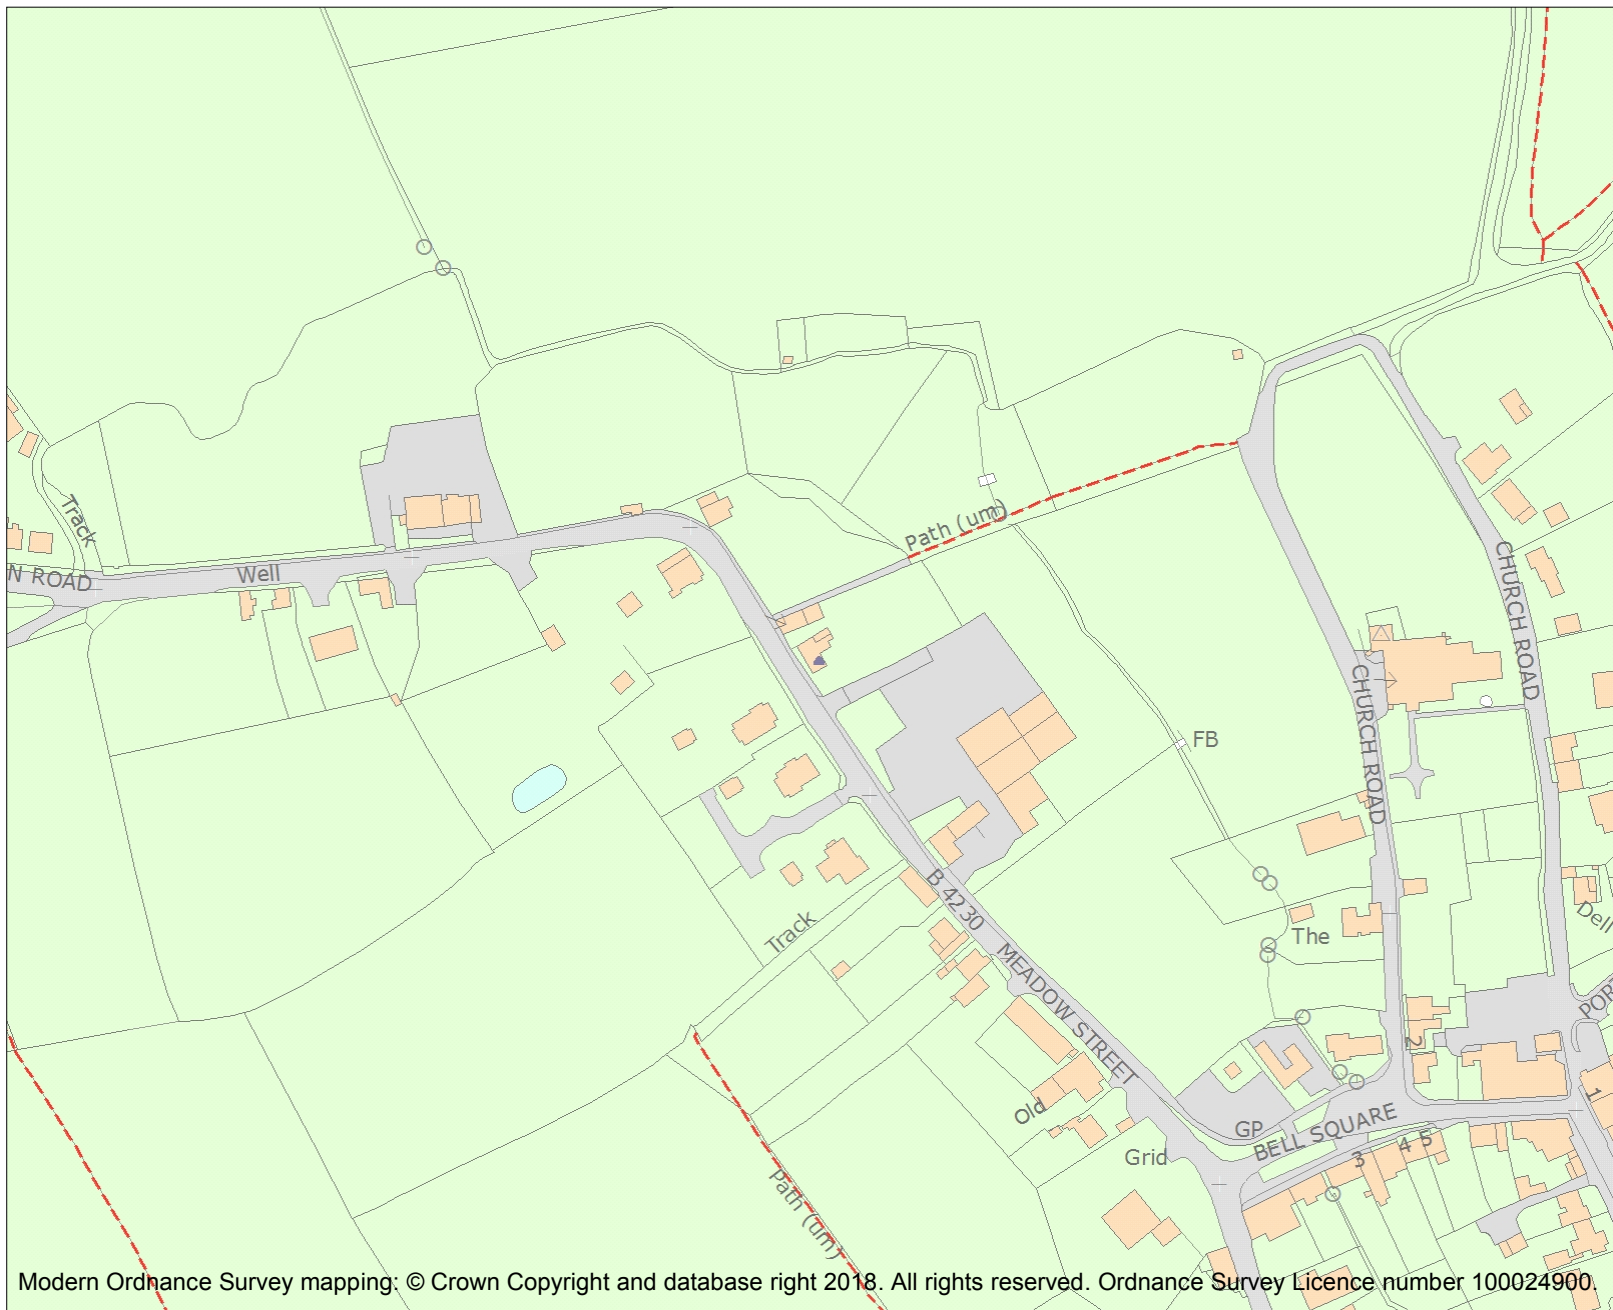 Track
N ROAD
Well
Path (um)
CHURCH ROAD
CHURCH ROAD
FB
B 4230
Track
MEADOW STREET
The
Dell
POR
2
Old
GP
BELL SQUARE
1
Grid
3
4
5
Path (um)
Modern Ordnance Survey mapping: © Crown Copyright and database right 2018. All rights reserved. Ordnance Survey Licence number 100024900.